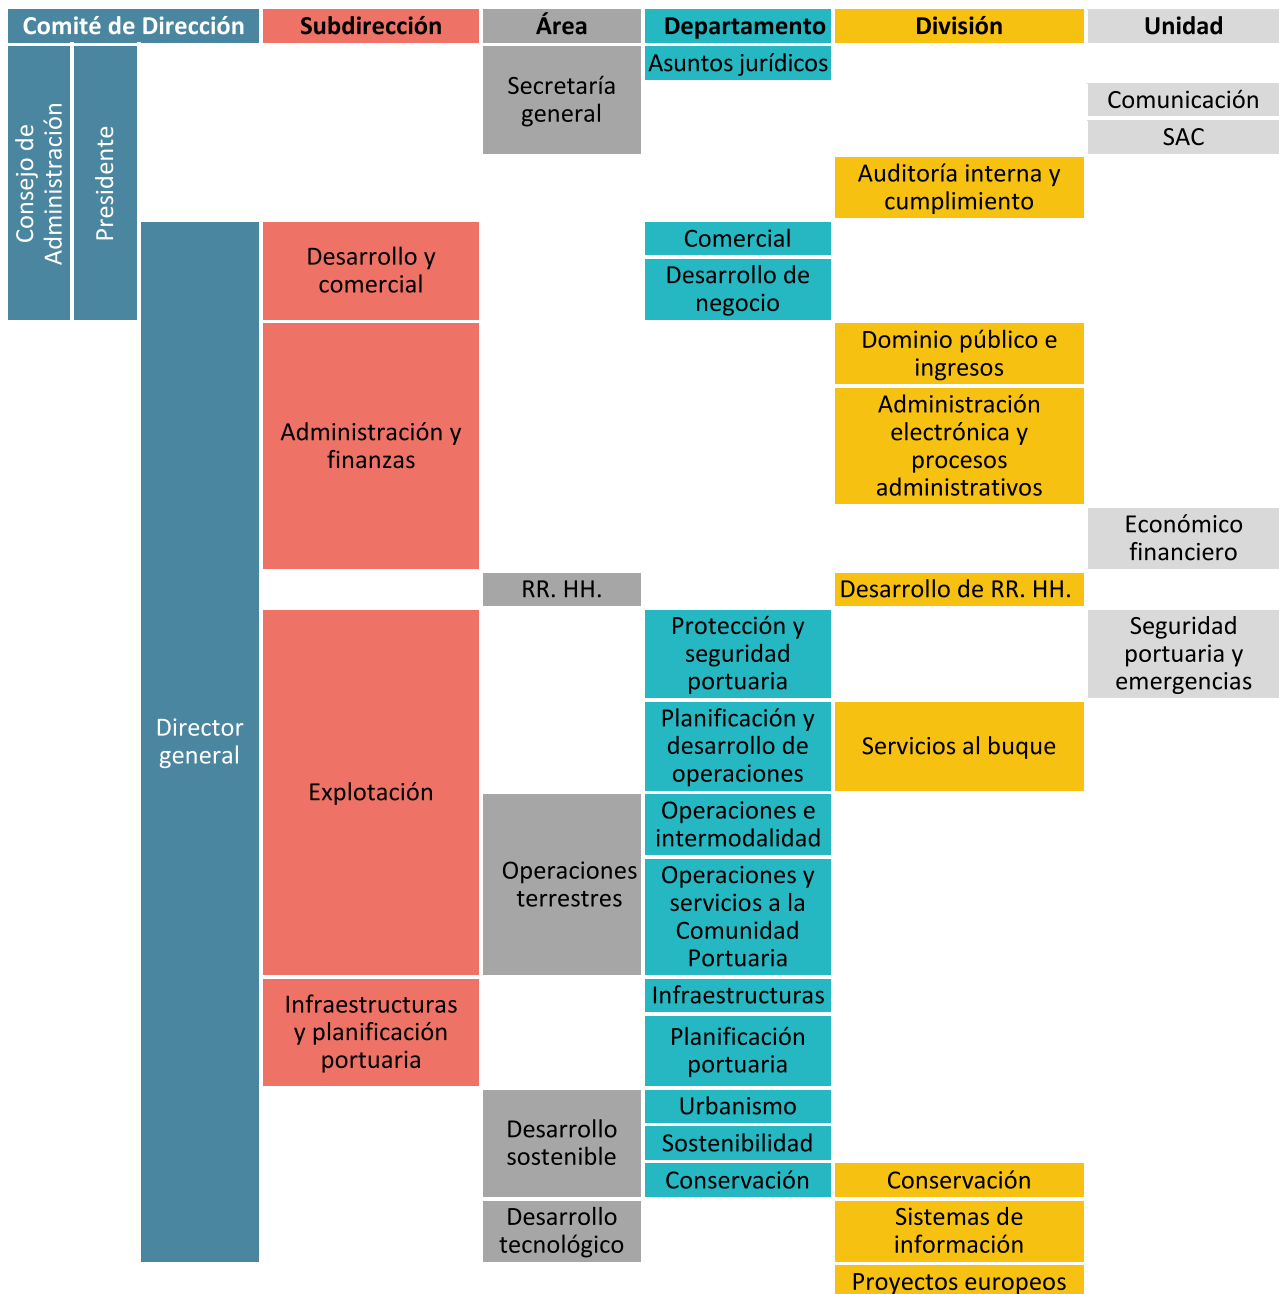 Comité de Dirección
Subdirección
Área
Departamento
División
Unidad
Consejo de
Administración
Presidente
Secretaría
general
Asuntos jurídicos
Comunicación
SAC
Auditoría interna y
cumplimiento
Director
general
Desarrollo y
comercial
Comercial
Desarrollo de
negocio
Administración y
finanzas
Dominio público e
ingresos
Administración
electrónica y
procesos
administrativos
Económico
financiero
RR. HH.
Desarrollo de RR. HH.
Explotación
Protección y
seguridad
portuaria
Seguridad
portuaria y
emergencias
Planificación y
desarrollo de
operaciones
Servicios al buque
Operaciones
terrestres
Operaciones e
intermodalidad
Operaciones y
servicios a la
Comunidad
Portuaria
Infraestructuras
y planificación
portuaria
Infraestructuras
Planificación
portuaria
Desarrollo
sostenible
Urbanismo
Sostenibilidad
Conservación
Conservación
Desarrollo
tecnológico
Sistemas de
información
Proyectos europeos